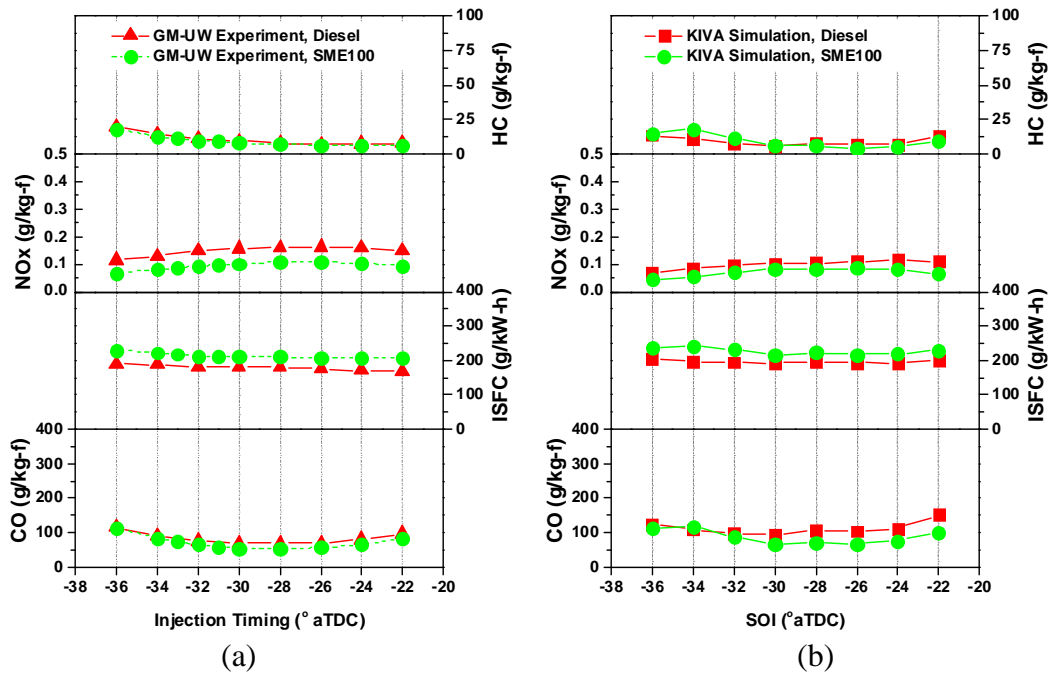 GM-UW Experiment, Diesel
GM-UW Experiment, SME100
100
75
50
25
0
HC (g/kg-f)
0.5
0.4
0.3
0.2
0.1
0.0
NOx (g/kg-f)
400
300
200
100
0
ISFC (g/kW-h)
400
300
200
100
0
CO (g/kg-f)
-38 -36 -34 -32 -30 -28 -26 -24 -22 -20
Injection Timing (° aTDC)
(a)
KIVA Simulation, Diesel
KIVA Simulation, SME100
100
75
50
25
0
HC (g/kg-f)
0.5
0.4
0.3
0.2
0.1
0.0
NOx (g/kg-f)
400
300
200
100
0
ISFC (g/kW-h)
400
300
200
100
0
CO (g/kg-f)
-38 -36 -34 -32 -30 -28 -26 -24 -22 -20
SOI (°aTDC)
(b)